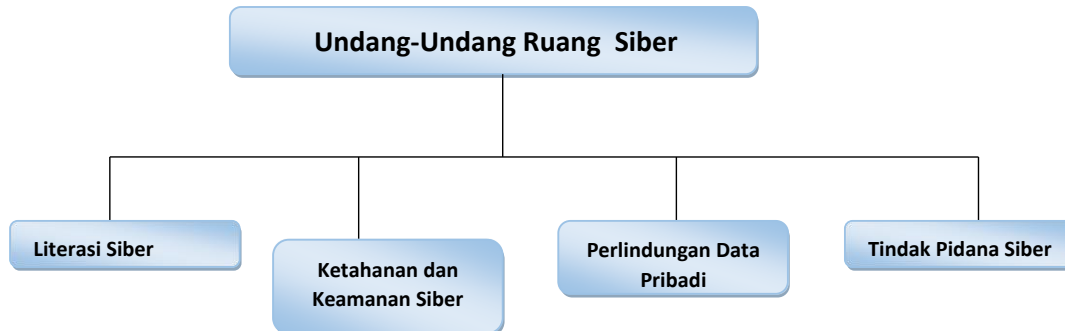 Undang-Undang Ruang Siber
Literasi Siber
Ketahanan dan
Keamanan Siber
Perlindungan Data
Pribadi
Tindak Pidana Siber